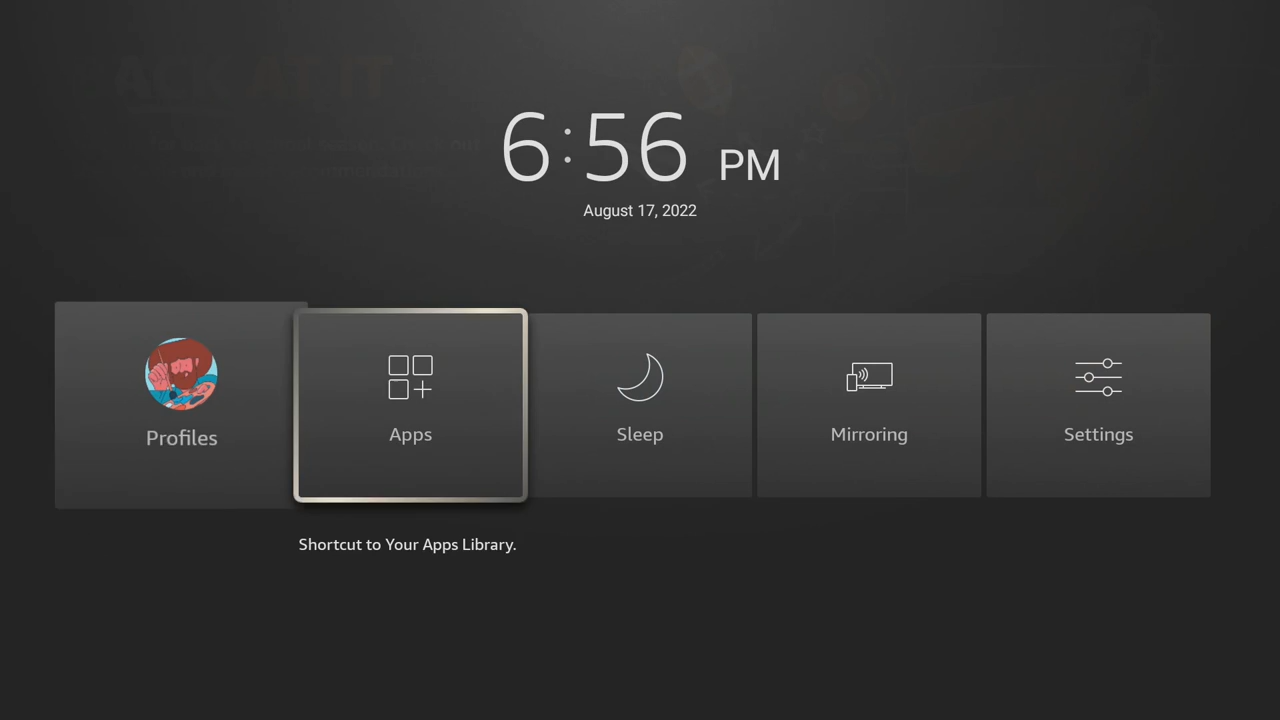 6:56 PM
August 17, 2022
Profiles
Apps
Sleep
Mirroring
Settings
Shortcut to Your Apps Library.